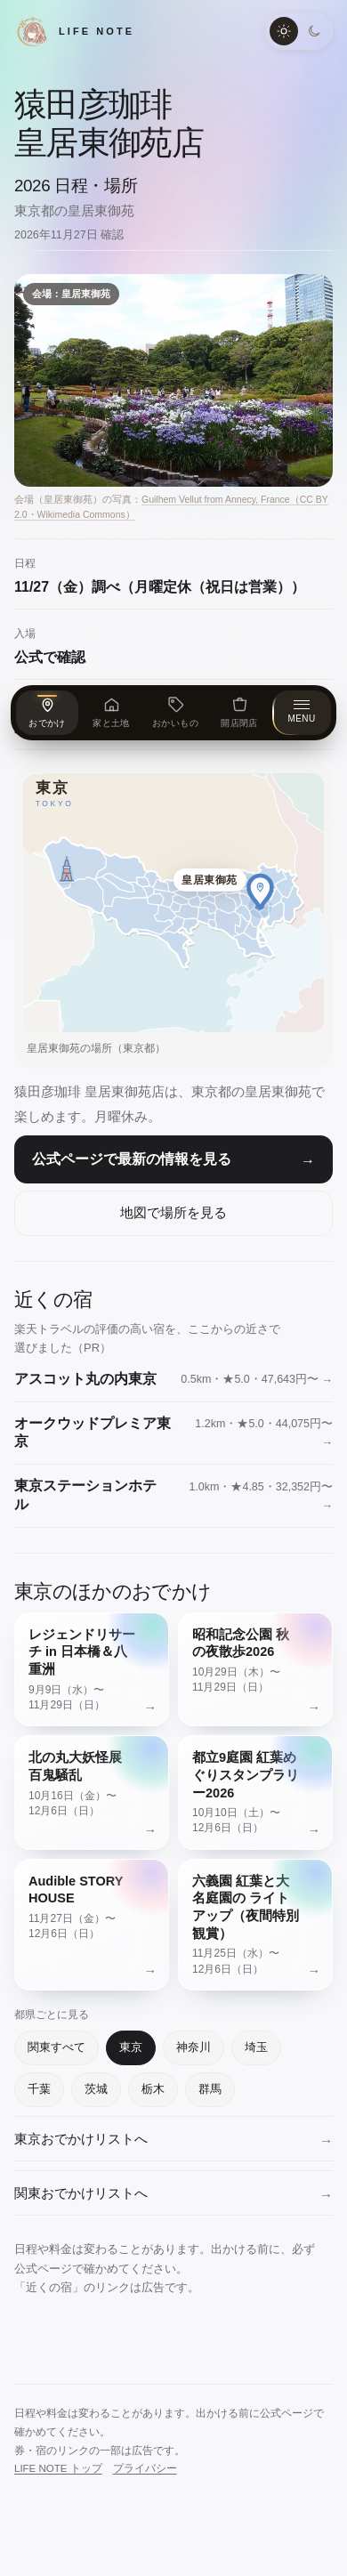 LIFE NOTE
猿田彦珈琲
皇居東御苑店
2026 日程・場所
東京都の皇居東御苑
2026年11月27日 確認
会場：皇居東御苑
会場（皇居東御苑）の写真：Guilhem Vellut from Annecy, France（CC BY
2.0・Wikimedia Commons）
日程
11/27（金）調べ（月曜定休（祝日は営業））
入場
公式で確認
おでかけ
家と土地
おかいもの
開店閉店
MENU
東京
TOKYO
皇居東御苑
皇居東御苑の場所（東京都）
猿田彦珈琲 皇居東御苑店は、東京都の皇居東御苑で
楽しめます。月曜休み。
公式ページで最新の情報を見る →
地図で場所を見る
近くの宿
楽天トラベルの評価の高い宿を、ここからの近さで
選びました（PR）
アスコット丸の内東京 0.5km・★5.0・47,643円〜 →
オークウッドプレミア東
京
1.2km・★5.0・44,075円〜
→
東京ステーションホテ
ル
1.0km・★4.85・32,352円〜
→
東京のほかのおでかけ
レジェンドリサー
チ in 日本橋＆八
重洲
9月9日（水）〜
11月29日（日）
→
昭和記念公園 秋
の夜散歩2026
10月29日（木）〜
11月29日（日）
→
北の丸大妖怪展
百鬼騒乱
10月16日（金）〜
12月6日（日）
→
都立9庭園 紅葉め
ぐりスタンプラリ
ー2026
10月10日（土）〜
12月6日（日）
→
Audible STORY
HOUSE
11月27日（金）〜
12月6日（日）
→
六義園 紅葉と大
名庭園の ライト
アップ（夜間特別
観賞）
11月25日（水）〜
12月6日（日）
→
都県ごとに見る
関東すべて 東京 神奈川 埼玉
千葉 茨城 栃木 群馬
東京おでかけリストへ →
関東おでかけリストへ →
日程や料金は変わることがあります。出かける前に、必ず
公式ページで確かめてください。
「近くの宿」のリンクは広告です。
日程や料金は変わることがあります。出かける前に公式ページで
確かめてください。
券・宿のリンクの一部は広告です。
LIFE NOTE トップ プライバシー